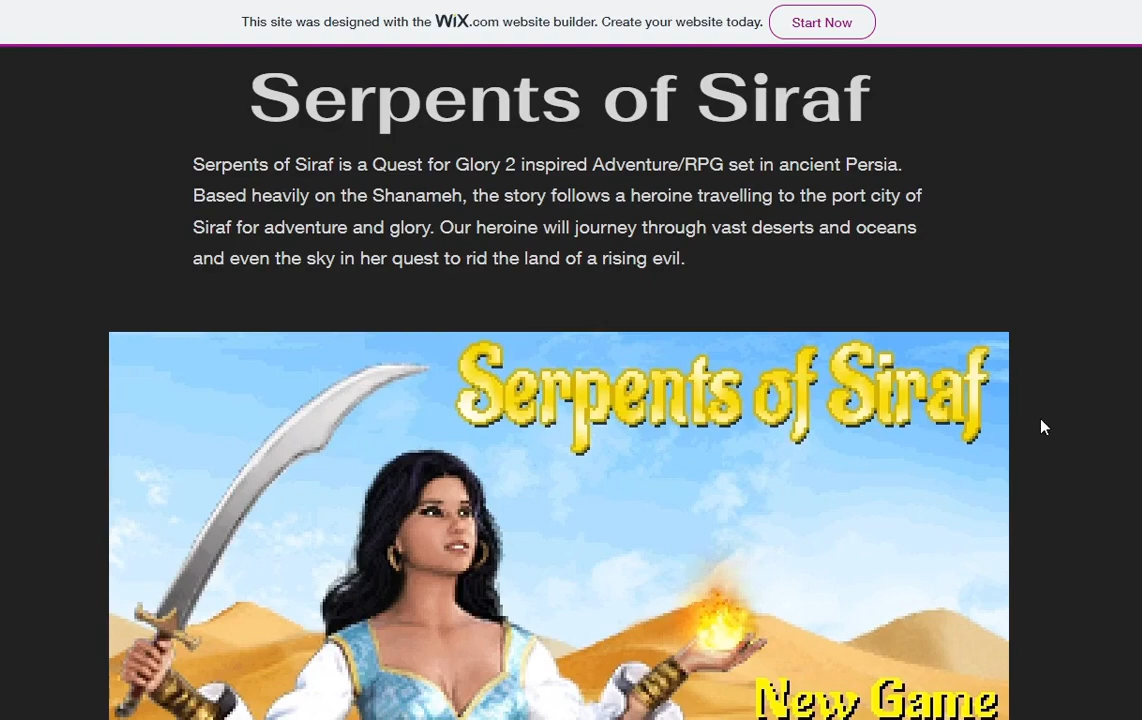 This site was designed with the WiX.com website builder. Create your website today. Start Now
Serpents of Siraf
Serpents of Siraf is a Quest for Glory 2 inspired Adventure/RPG set in ancient Persia.
Based heavily on the Shanameh, the story follows a heroine travelling to the port city of
Siraf for adventure and glory. Our heroine will journey through vast deserts and oceans
and even the sky in her quest to rid the land of a rising evil.
Serpents of Siraf
New Game